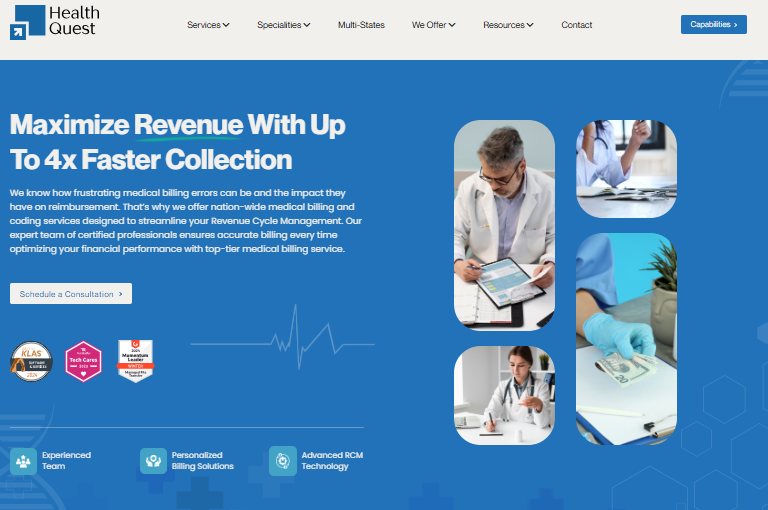 Health
Quest
Services
Specialities
Multi-States
We Offer
Resources
Contact
Capabilities
Maximize Revenue With Up
To 4x Faster Collection
We know how frustrating medical billing errors can be and the impact they
have on reimbursement. That's why we offer nation-wide medical billing and
coding services designed to streamline your Revenue Cycle Management. Our
expert team of certified professionals ensures accurate billing every time
optimizing your financial performance with top-tier medical billing service.
Schedule a Consultation
KLAS
2024
Tech Cares
2023
2024
Momentum
Leader
WINTER
Experienced
Team
Personalized
Billing Solutions
Advanced RCM
Technology